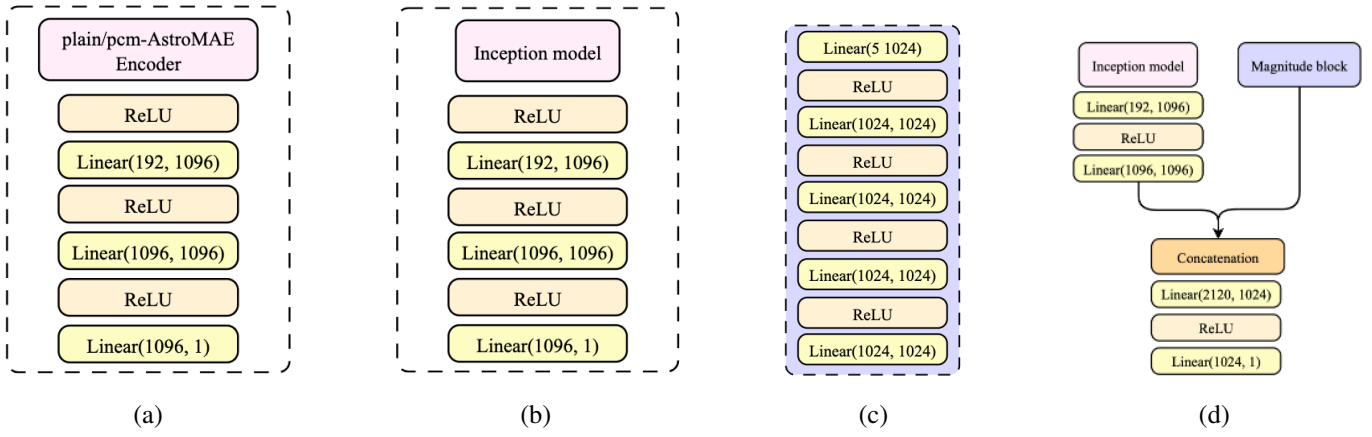 plain/pcm-AstroMAE
Encoder
ReLU
Linear(192, 1096)
ReLU
Linear(1096, 1096)
ReLU
Linear(1096, 1)
(a)
Inception model
ReLU
Linear(192, 1096)
ReLU
Linear(1096, 1096)
ReLU
Linear(1096, 1)
(b)
Linear(5 1024)
ReLU
Linear(1024, 1024)
ReLU
Linear(1024, 1024)
ReLU
Linear(1024, 1024)
ReLU
Linear(1024, 1024)
(c)
Inception model
Magnitude block
Linear(192, 1096)
ReLU
Linear(1096, 1096)
Concatenation
Linear(2120, 1024)
ReLU
Linear(1024, 1)
(d)